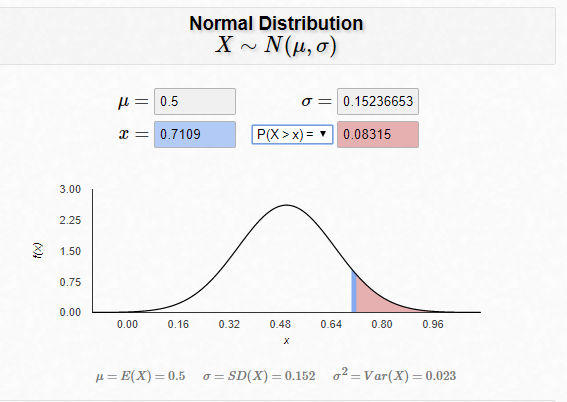 Normal Distribution
X ∼ N(μ, σ)
μ = 0.5 σ = 0.15236653
x = 0.7109 P(X > x) = ▼ 0.08315
3.00
2.25
1.50
0.75
0.00
f(x)
0.00 0.16 0.32 0.48 0.64 0.80 0.96
x
μ = E(X) = 0.5 σ = SD(X) = 0.152 σ² = Var(X) = 0.023